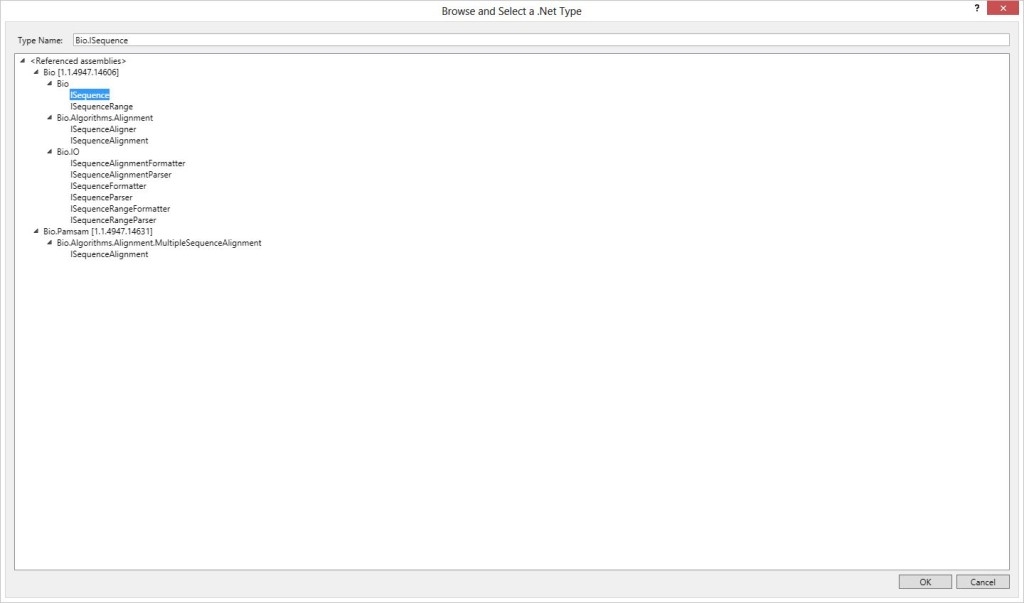 Browse and Select a .Net Type
?
Type Name: Bio.ISequence
<Referenced assemblies>
Bio [1.1.4947.14606]
Bio
ISequence
ISequenceRange
Bio.Algorithms.Alignment
ISequenceAligner
ISequenceAlignment
Bio.IO
ISequenceAlignmentFormatter
ISequenceAlignmentParser
ISequenceFormatter
ISequenceParser
ISequenceRangeFormatter
ISequenceRangeParser
Bio.Pamsam [1.1.4947.14631]
Bio.Algorithms.Alignment.MultipleSequenceAlignment
ISequenceAlignment
OK Cancel